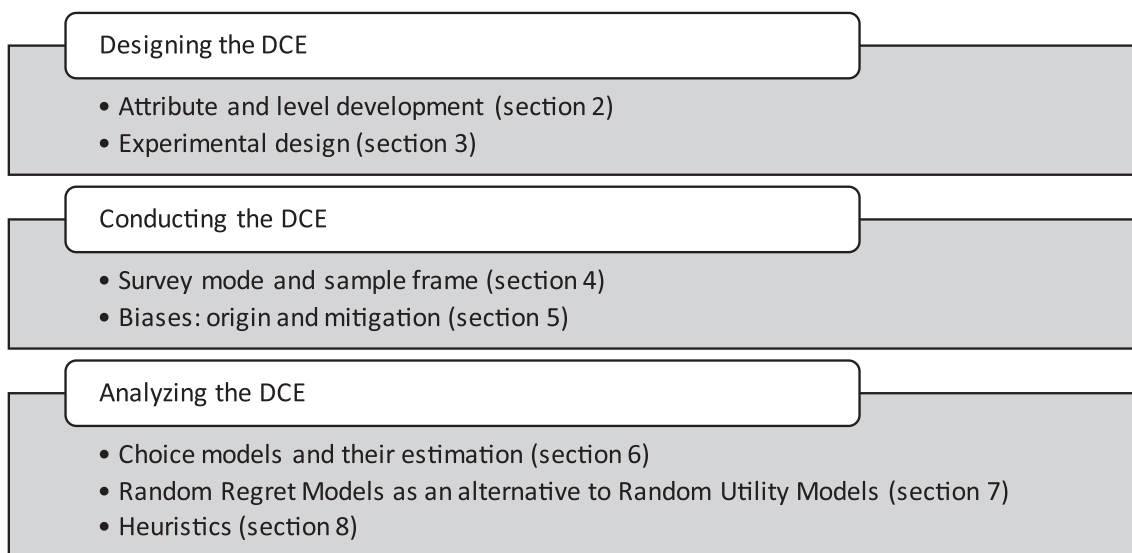 Designing the DCE
• Attribute and level development (section 2)
• Experimental design (section 3)
Conducting the DCE
• Survey mode and sample frame (section 4)
• Biases: origin and mitigation (section 5)
Analyzing the DCE
• Choice models and their estimation (section 6)
• Random Regret Models as an alternative to Random Utility Models (section 7)
• Heuristics (section 8)